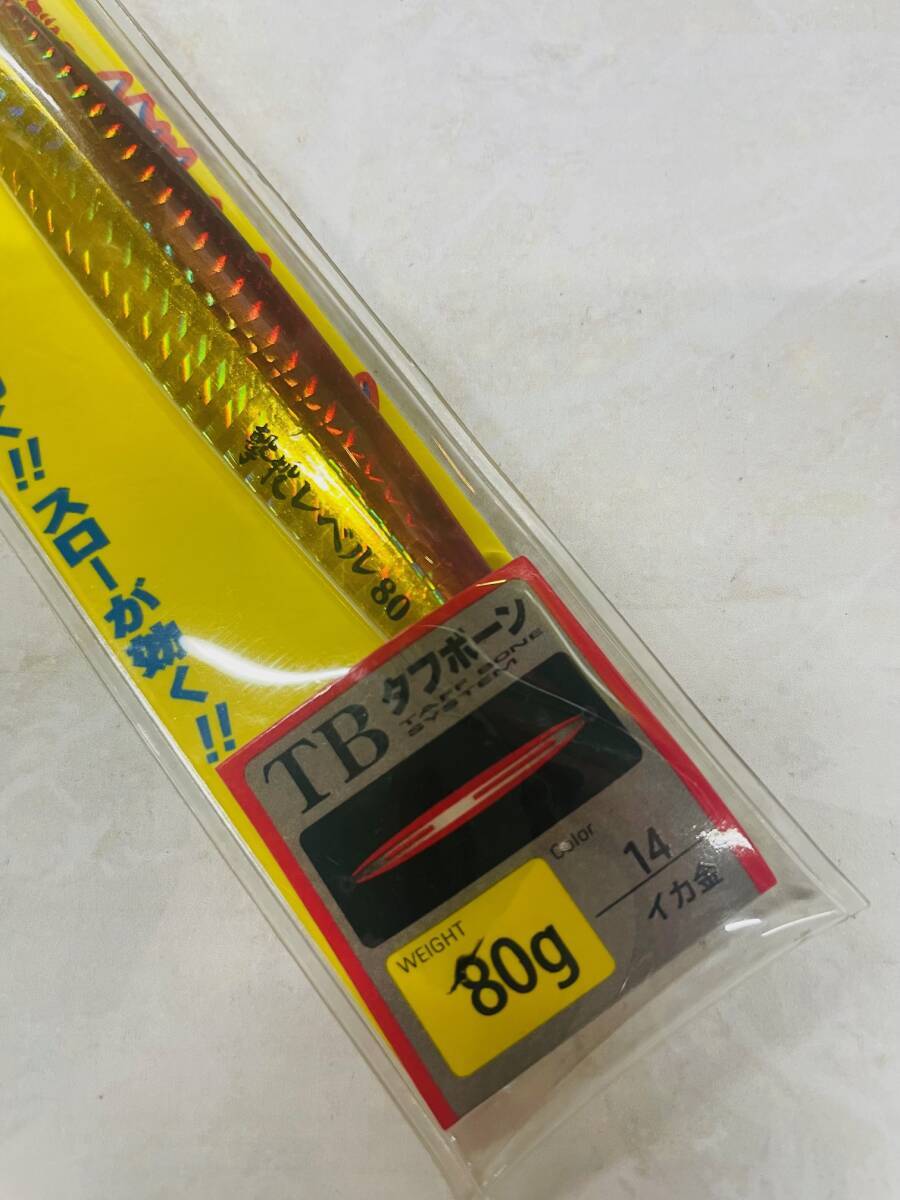 撃投レベル80
く!!スローが効く!!
TB タフボーン
TAFF BONE
SYSTEM
Color
14
イカ金
WEIGHT
80g